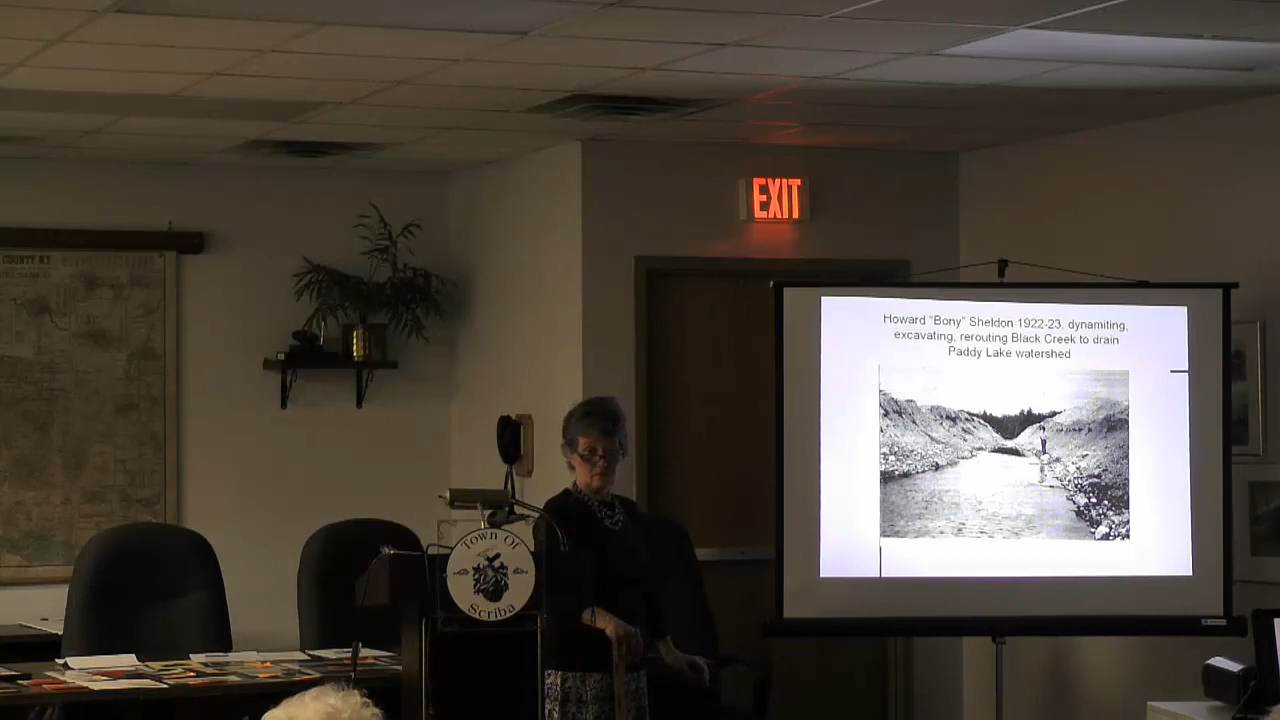 COUNTY N.Y.
EXIT
Howard "Bony" Sheldon 1922-23, dynamiting,
excavating, rerouting Black Creek to drain
Paddy Lake watershed
Town Of
Scriba